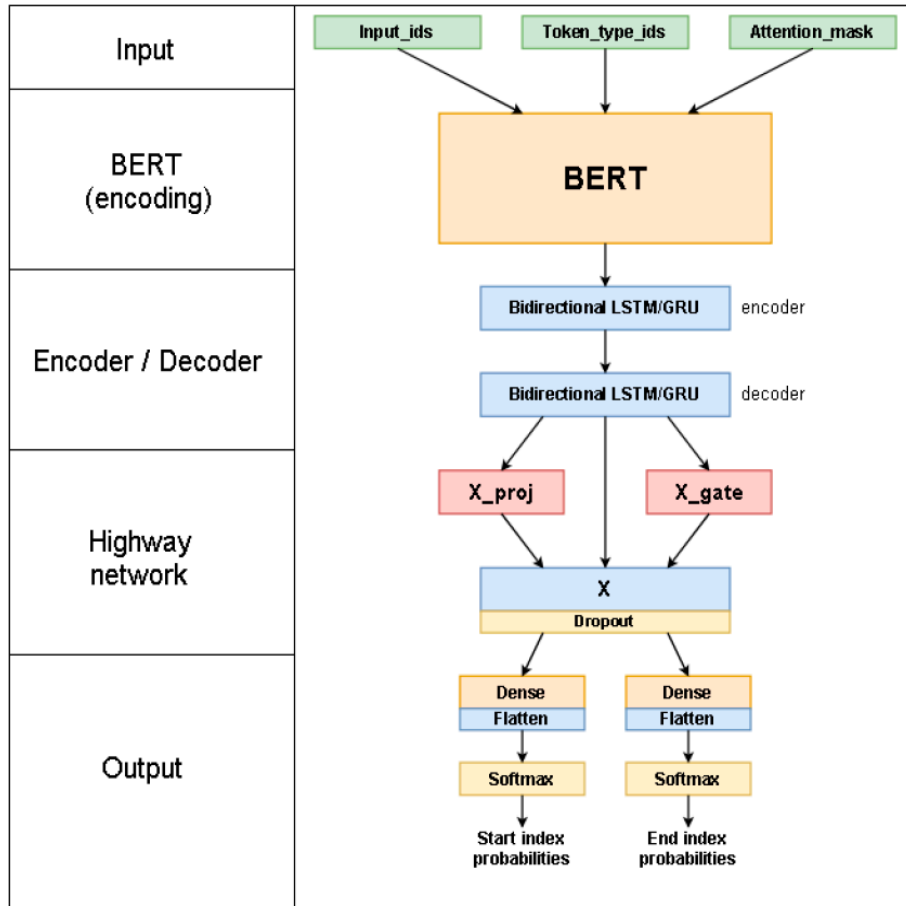 Input
Input_ids
Token_type_ids
Attention_mask
BERT
(encoding)
BERT
Encoder / Decoder
Bidirectional LSTM/GRU
encoder
Bidirectional LSTM/GRU
decoder
Highway
network
X_proj
X_gate
X
Dropout
Output
Dense
Flatten
Softmax
Start index
probabilities
Dense
Flatten
Softmax
End index
probabilities